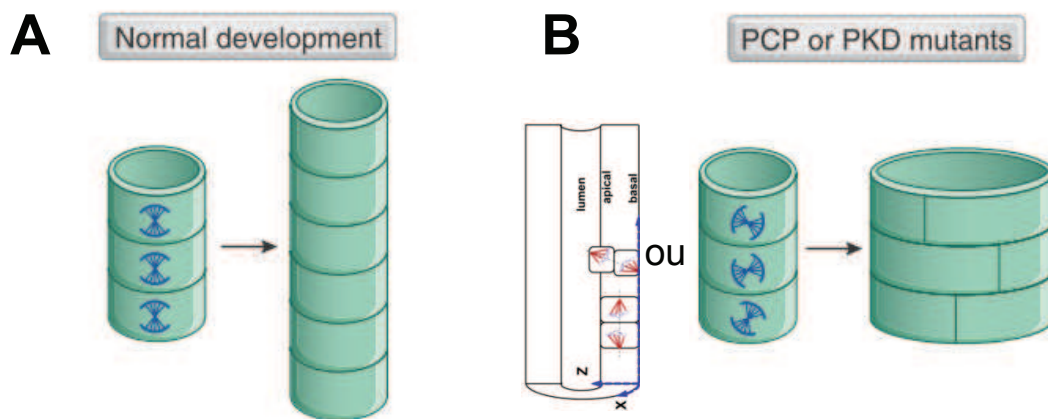 A
Normal development
B
PCP or PKD mutants
lumen
apical
basal
ou
Z
X